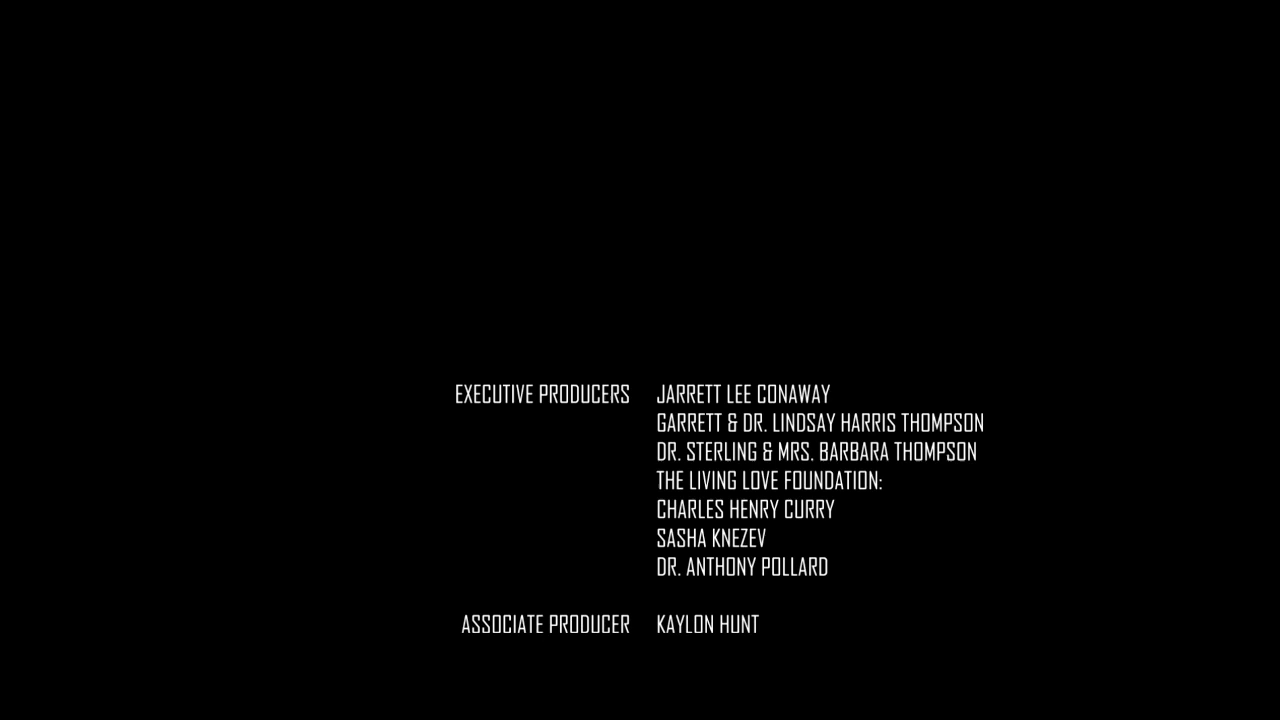 EXECUTIVE PRODUCERS JARRETT LEE CONAWAY
GARRETT & DR. LINDSAY HARRIS THOMPSON
DR. STERLING & MRS. BARBARA THOMPSON
THE LIVING LOVE FOUNDATION:
CHARLES HENRY CURRY
SASHA KNEZEV
DR. ANTHONY POLLARD
ASSOCIATE PRODUCER KAYLON HUNT